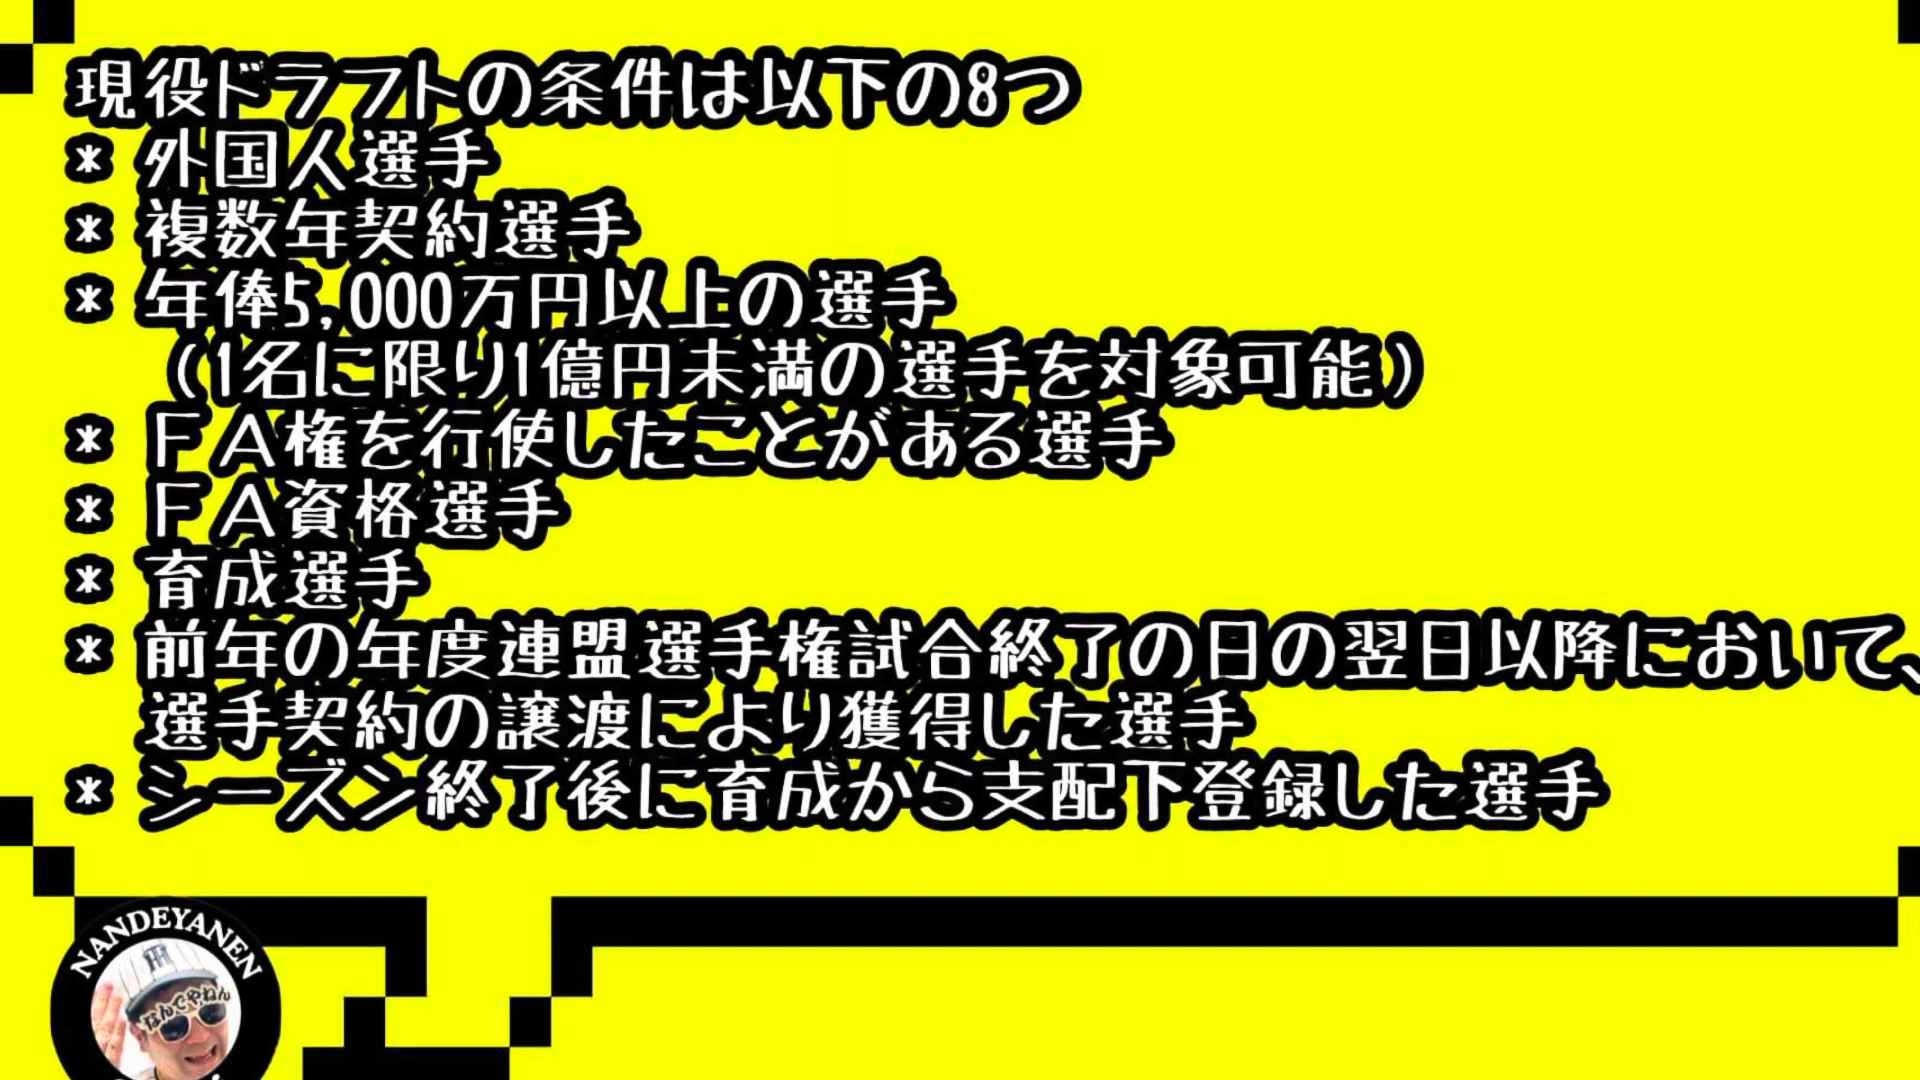 現役ドラフトの条件は以下の8つ
* 外国人選手
* 複数年契約選手
* 年俸5,000万円以上の選手
(1名に限り1億円未満の選手を対象可能)
* ＦＡ権を行使したことがある選手
* ＦＡ資格選手
* 育成選手
* 前年の年度連盟選手権試合終了の日の翌日以降において、
選手契約の譲渡により獲得した選手
* シーズン終了後に育成から支配下登録した選手
NANDEYANEN
なんでやねん